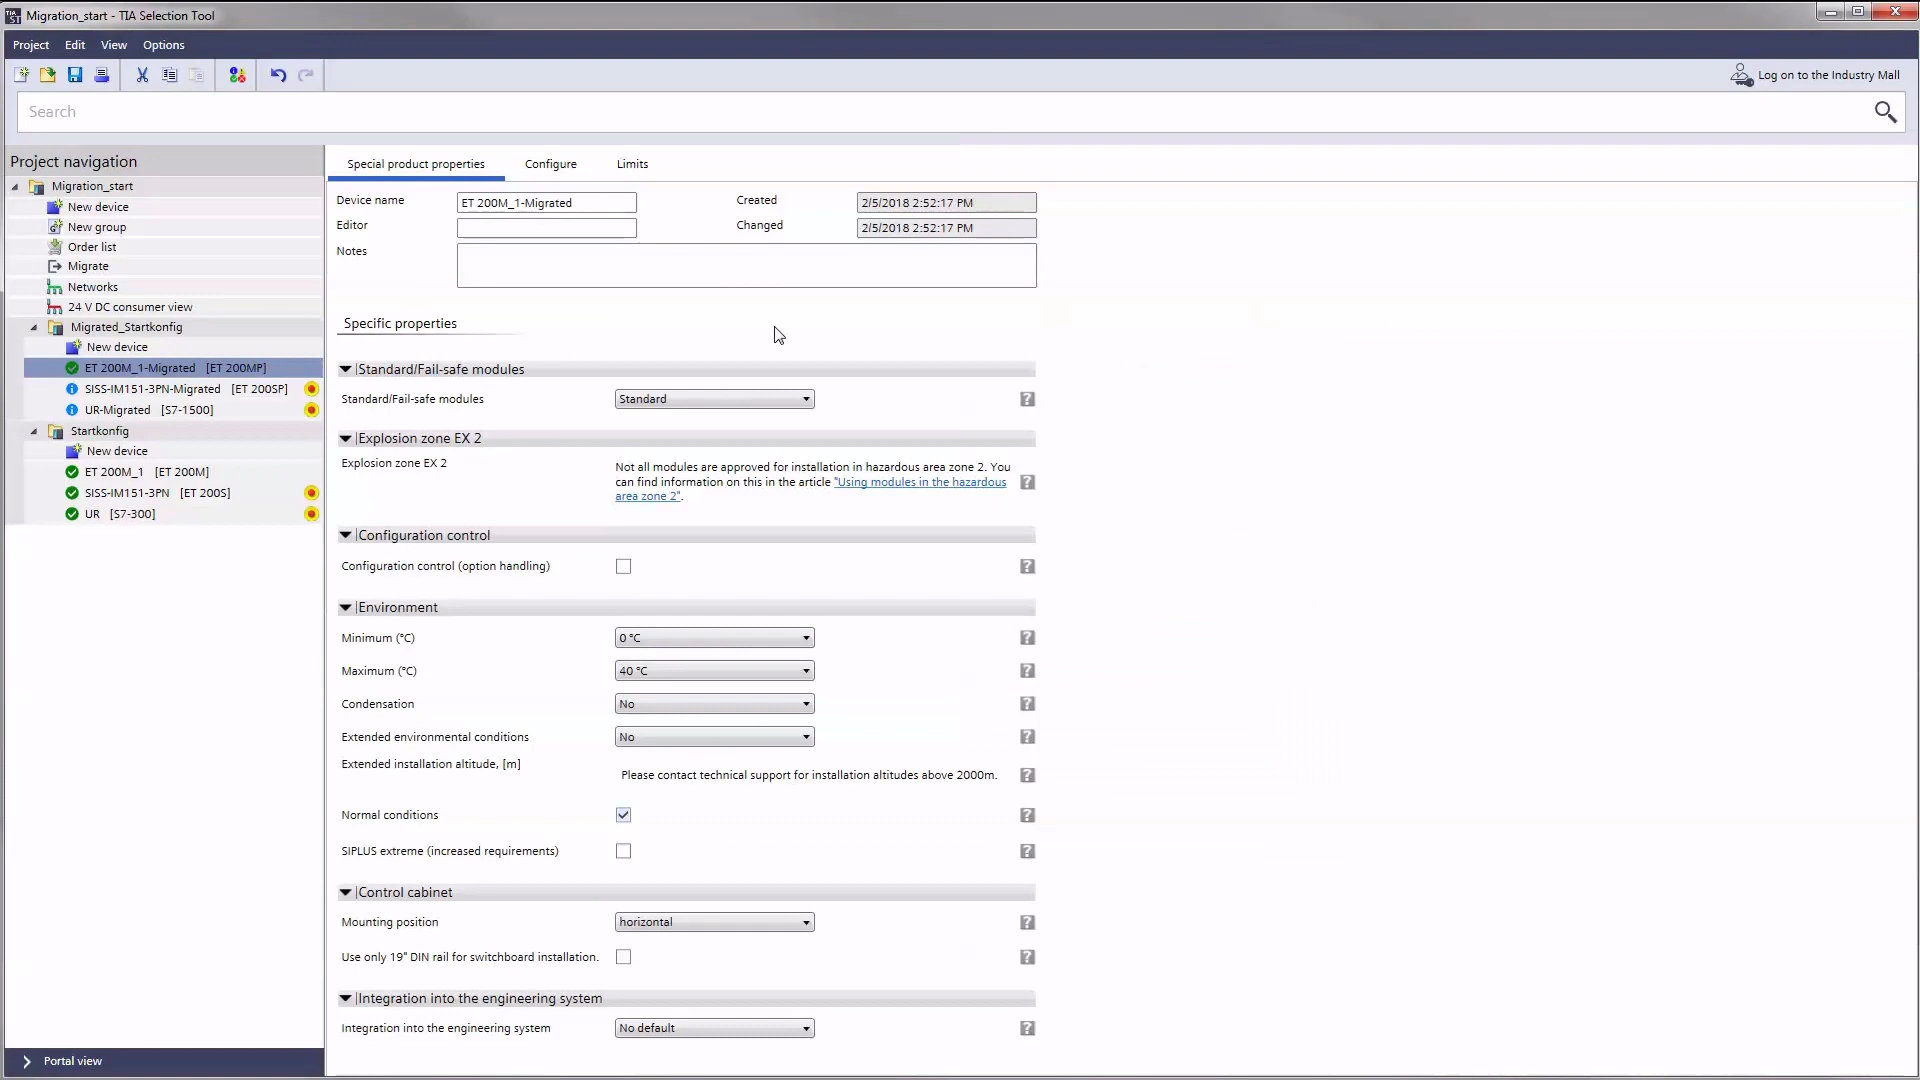 Migration_start - TIA Selection Tool
Project Edit View Options
Log on to the Industry Mall
Search
Project navigation
Migration_start
New device
New group
Order list
Migrate
Networks
24 V DC consumer view
Migrated_Startkonfig
New device
ET 200M_1-Migrated [ET 200MP]
SISS-IM151-3PN-Migrated [ET 200SP]
UR-Migrated [S7-1500]
Startkonfig
New device
ET 200M_1 [ET 200M]
SISS-IM151-3PN [ET 200S]
UR [S7-300]
Portal view
Special product properties Configure Limits
Device name ET 200M_1-Migrated Created 2/5/2018 2:52:17 PM
Editor Changed 2/5/2018 2:52:17 PM
Notes
Specific properties
Standard/Fail-safe modules
Standard/Fail-safe modules Standard ?
Explosion zone EX 2
Explosion zone EX 2
Not all modules are approved for installation in hazardous area zone 2. You
can find information on this in the article "Using modules in the hazardous ?
area zone 2".
Configuration control
Configuration control (option handling) ?
Environment
Minimum (°C) 0 °C ?
Maximum (°C) 40 °C ?
Condensation No ?
Extended environmental conditions No ?
Extended installation altitude, [m]
Please contact technical support for installation altitudes above 2000m. ?
Normal conditions ?
SIPLUS extreme (increased requirements) ?
Control cabinet
Mounting position horizontal ?
Use only 19" DIN rail for switchboard installation. ?
Integration into the engineering system
Integration into the engineering system No default ?